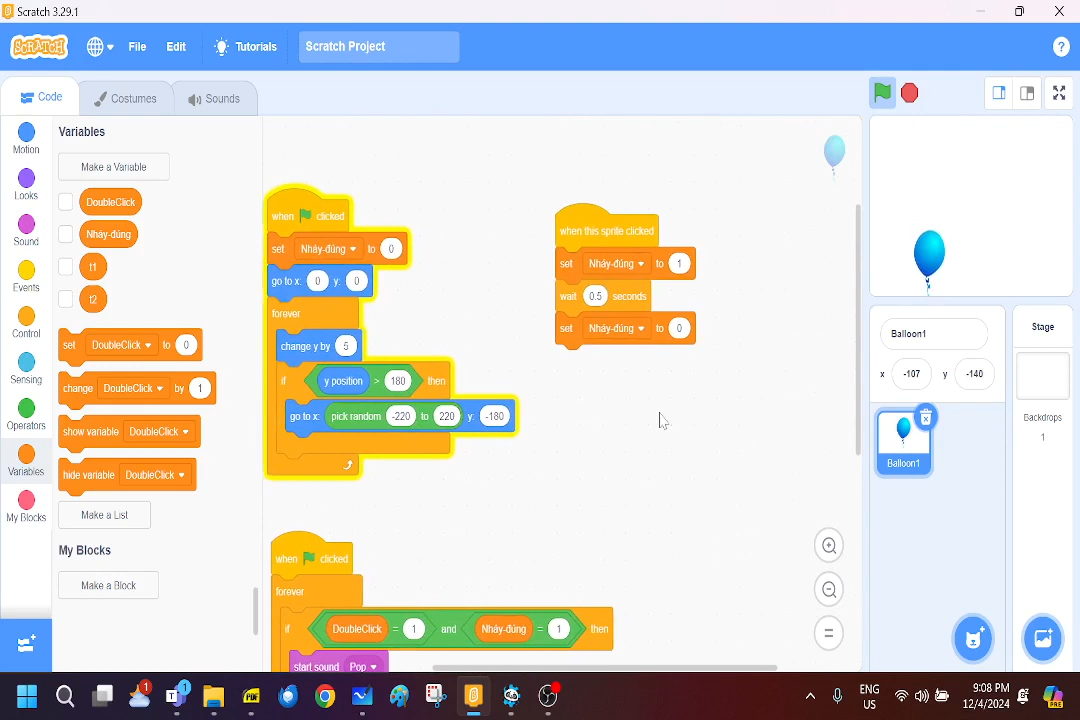 Scratch 3.29.1
SCRATCH
File
Edit
Tutorials
Scratch Project
?
Code
Costumes
Sounds
Motion
Looks
Sound
Events
Control
Sensing
Operators
Variables
My Blocks
Variables
Make a Variable
DoubleClick
Nháy-đúng
t1
t2
set DoubleClick to 0
change DoubleClick by 1
show variable DoubleClick
hide variable DoubleClick
Make a List
My Blocks
Make a Block
when clicked
set Nháy-đúng to 0
go to x: 0 y: 0
forever
change y by 5
if y position > 180 then
go to x: pick random -220 to 220 y: -180
when this sprite clicked
set Nháy-đúng to 1
wait 0.5 seconds
set Nháy-đúng to 0
when clicked
forever
if DoubleClick = 1 and Nháy-đúng = 1 then
start sound Pop
Balloon1
x -107 y -140
Balloon1
Stage
Backdrops
1
1
1
PRE
ENG
US
9:08 PM
12/4/2024
PDF